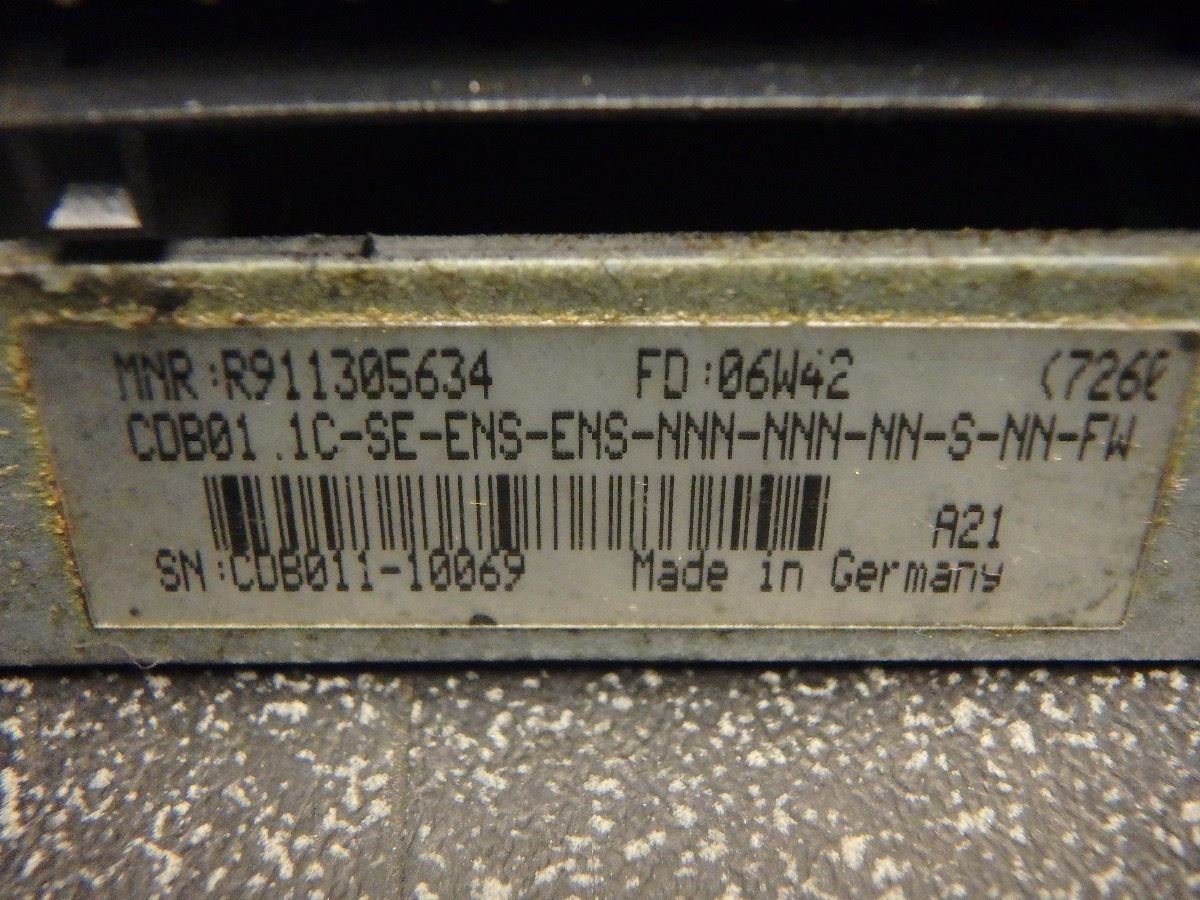 MNR:R911305634 FD:06W42 (7260
CDB01.1C-SE-ENS-ENS-NNN-NNN-NN-S-NN-FW
A21
SN:CDB011-10069 Made in Germany